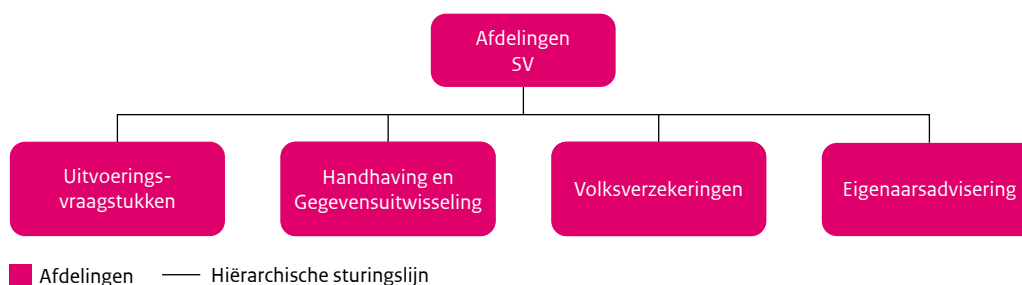 Afdelingen
SV
Uitvoerings-
vraagstukken
Handhaving en
Gegevensuitwisseling
Volksverzekeringen
Eigenaarsadvisering
Afdelingen
Hiërarchische sturingslijn